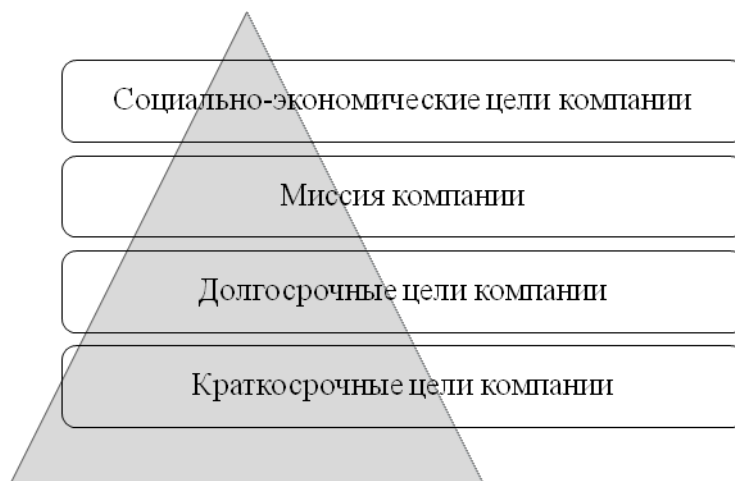 Социально-экономические цели компании
Миссия компании
Долгосрочные цели компании
Краткосрочные цели компании